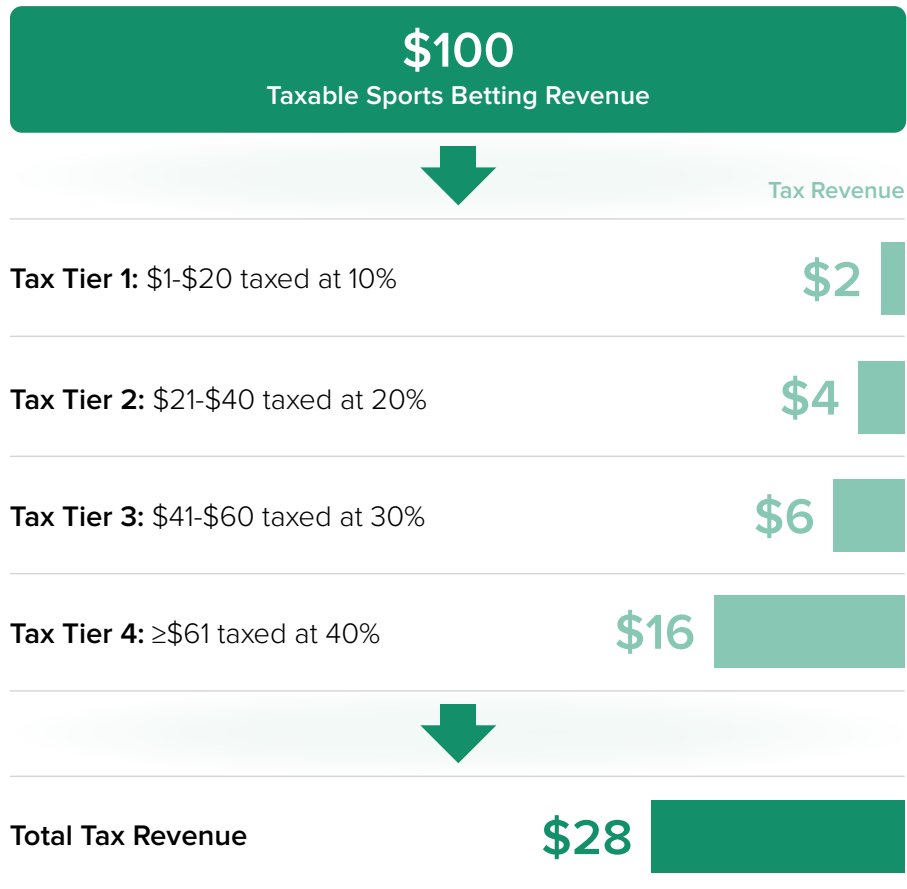 $100
Taxable Sports Betting Revenue
Tax Revenue
Tax Tier 1: $1-$20 taxed at 10%
$2
Tax Tier 2: $21-$40 taxed at 20%
$4
Tax Tier 3: $41-$60 taxed at 30%
$6
Tax Tier 4: ≥$61 taxed at 40%
$16
Total Tax Revenue
$28